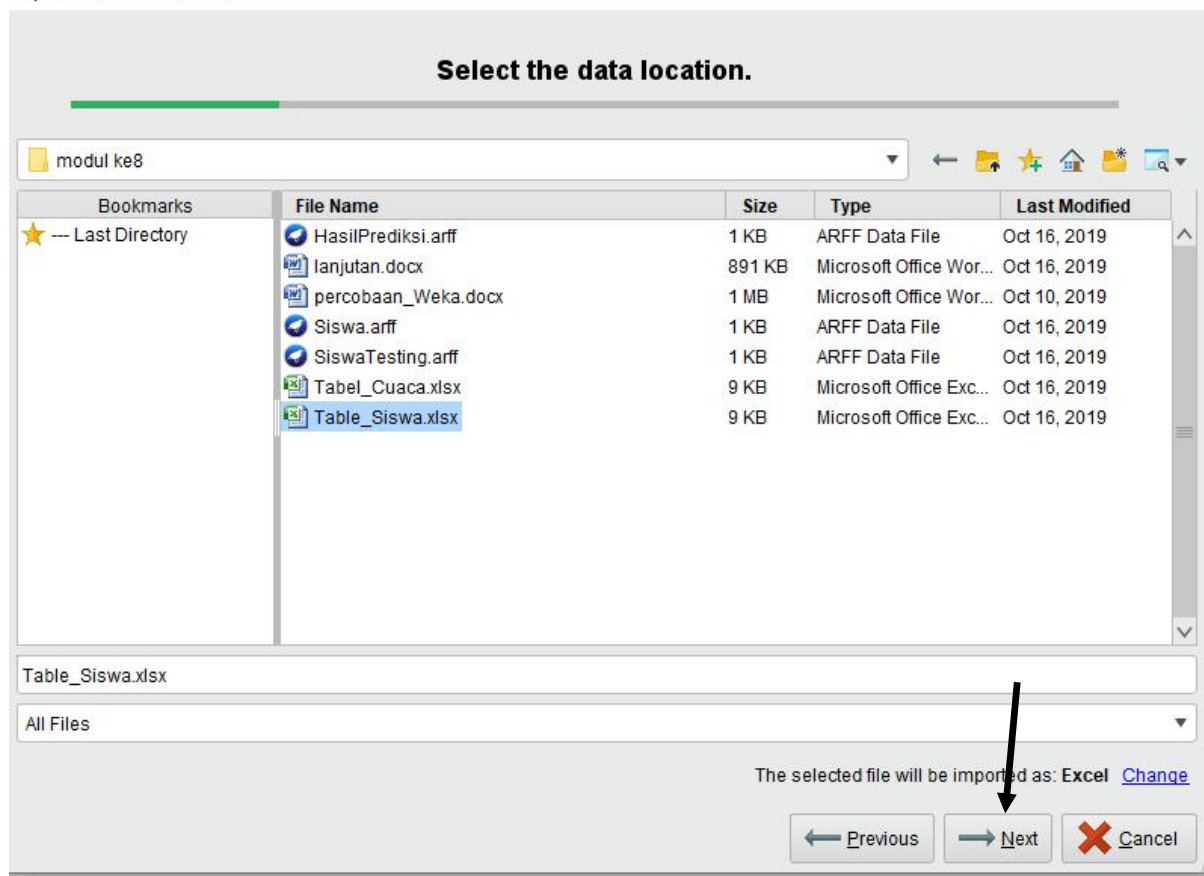 Select the data location.
modul ke8
Bookmarks File Name Size Type Last Modified
--- Last Directory HasilPrediksi.arff 1 KB ARFF Data File Oct 16, 2019
lanjutan.docx 891 KB Microsoft Office Wor... Oct 16, 2019
percobaan_Weka.docx 1 MB Microsoft Office Wor... Oct 10, 2019
Siswa.arff 1 KB ARFF Data File Oct 16, 2019
SiswaTesting.arff 1 KB ARFF Data File Oct 16, 2019
Tabel_Cuaca.xlsx 9 KB Microsoft Office Exc... Oct 16, 2019
Table_Siswa.xlsx 9 KB Microsoft Office Exc... Oct 16, 2019
Table_Siswa.xlsx
All Files
The selected file will be imported as: Excel Change
Previous Next Cancel